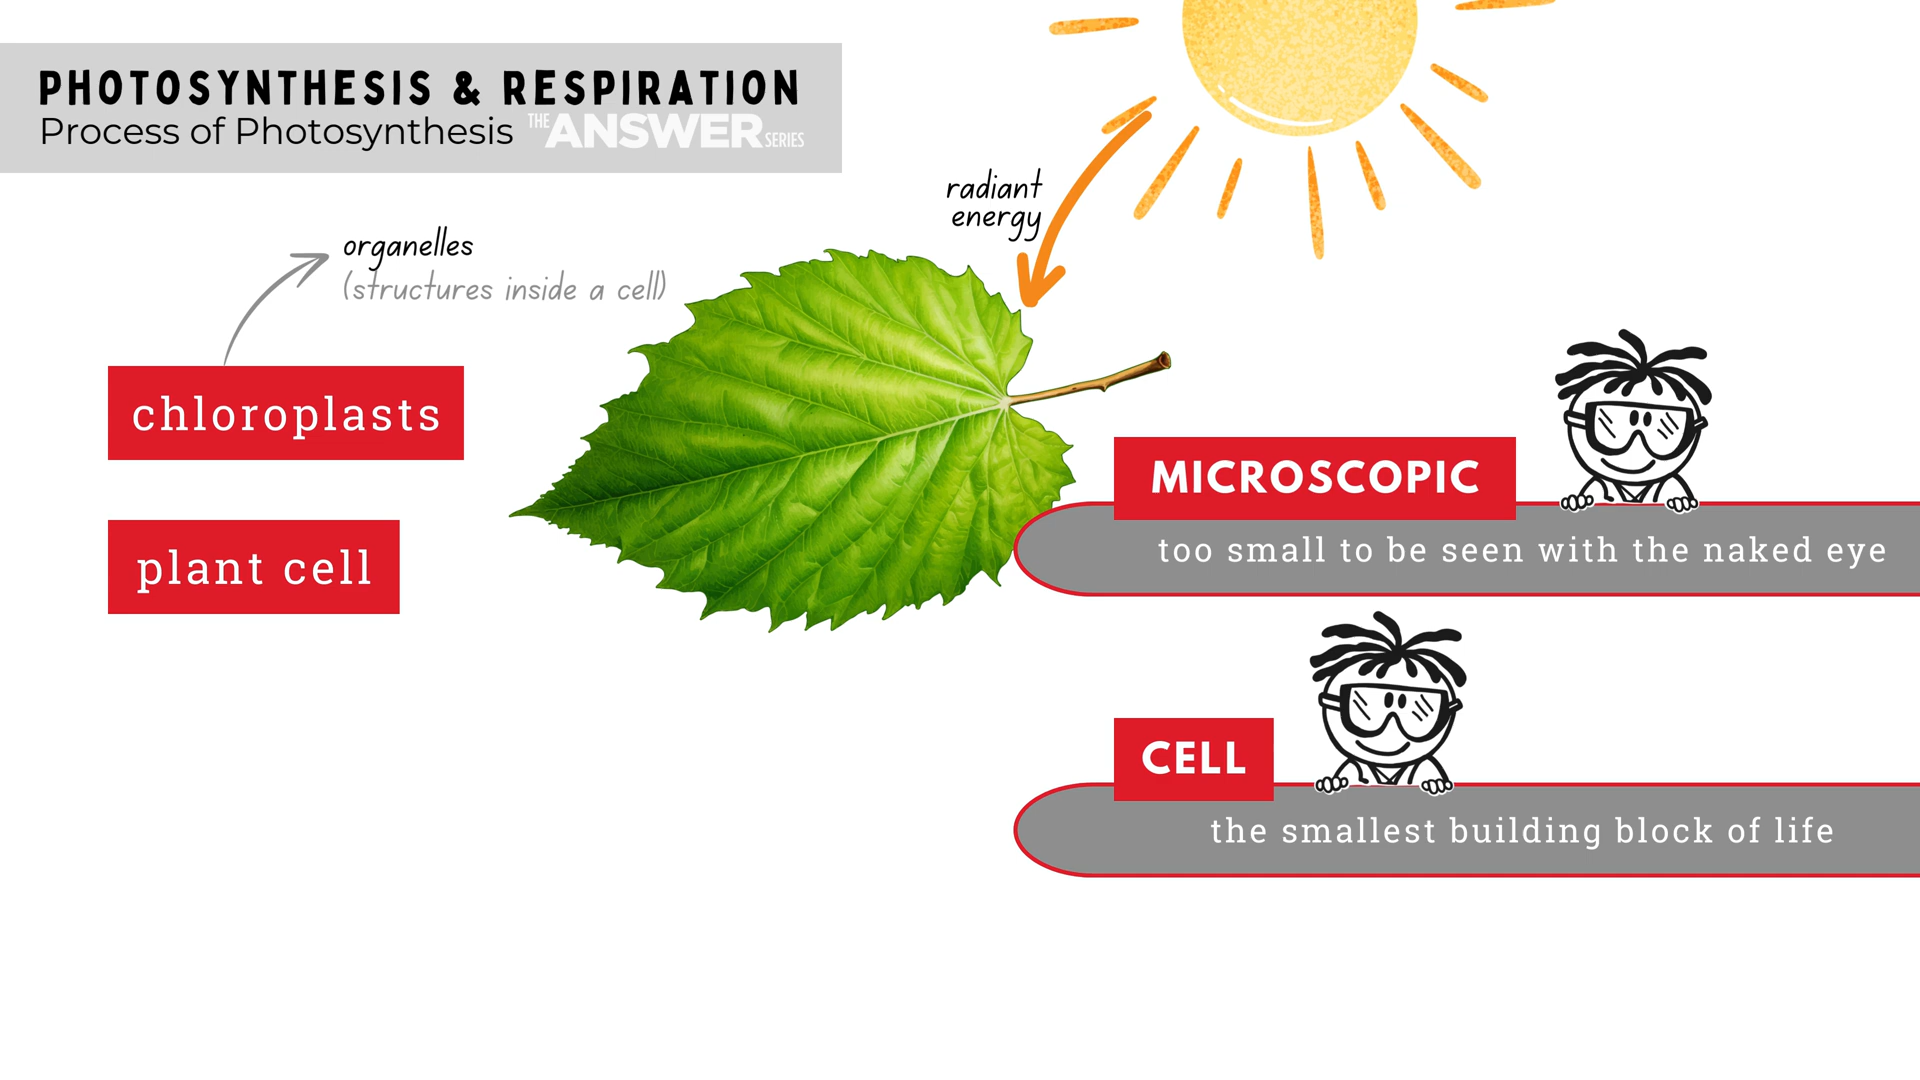 PHOTOSYNTHESIS & RESPIRATION
Process of Photosynthesis THE ANSWER SERIES
radiant
energy
organelles
(structures inside a cell)
chloroplasts
plant cell
MICROSCOPIC
too small to be seen with the naked eye
CELL
the smallest building block of life